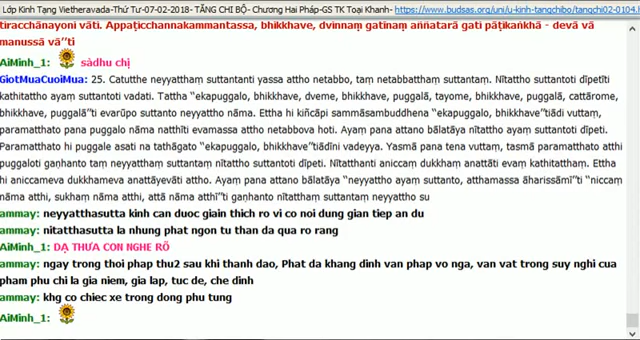 Lớp Kinh Tạng Vietheravada-Thứ Tư-07-02-2018- TĂNG CHI BỘ- Chương Hai Pháp-GS TK Toại Khanh- https://www.budsas.org/uni/u-kinh-tangchibo/tangchi02-0104.h
tiracchānayoni vāti. Appaṭicchannakammantassa, bhikkhave, dvinnaṃ gatīnaṃ aññatarā gati pāṭikaṅkhā - devā vā
manussā vā"ti
AiMinh_1: sàdhu chị
GiotMuaCuoiMua: 25. Catutthe neyyatthaṃ suttantanti yassa attho netabbo, taṃ netabbatthaṃ suttantaṃ. Nītattho suttantoti dīpetīti
kathitattho ayaṃ suttantoti vadati. Tattha "ekapuggalo, bhikkhave, dveme, bhikkhave, puggalā, tayome, bhikkhave, puggalā, cattārome,
bhikkhave, puggalā"ti evarūpo suttanto neyyattho nāma. Ettha hi kiñcāpi sammāsambuddhena "ekapuggalo, bhikkhave"tiādi vuttaṃ,
paramatthato pana puggalo nāma natthīti evamassa attho netabbova hoti. Ayaṃ pana attano bālatāya nītattho ayaṃ suttantoti dīpeti.
Paramatthato hi puggale asati na tathāgato "ekapuggalo, bhikkhave"tiādīni vadeyya. Yasmā pana tena vuttaṃ, tasmā paramatthato atthi
puggaloti gaṇhanto taṃ neyyatthaṃ suttantaṃ nītattho suttantoti dīpeti. Nītatthanti aniccaṃ dukkhaṃ anattāti evaṃ kathitatthaṃ. Ettha
hi aniccameva dukkhameva anattāyevāti attho. Ayaṃ pana attano bālatāya "neyyattho ayaṃ suttanto, atthamassa āharissāmī"ti "niccaṃ
nāma atthi, sukhaṃ nāma atthi, attā nāma atthī"ti gaṇhanto nītatthaṃ suttantaṃ neyyattho su
ammay: neyyatthasutta kinh can duoc giain thich ro vi co noi dung gian tiep an du
ammay: nitatthasutta la nhung phat ngon tu than da qua ro rang
AiMinh_1: DẠ THƯA CON NGHE RÕ
ammay: ngay trong thoi phap thu2 sau khi thanh dao, Phat da khang dinh van phap vo nga, van vat trong suy nghi cua
pham phu chi la gia niem, gia lap, tuc de, che dinh
ammay: khg co chiec xe trong dong phu tung
AiMinh_1: